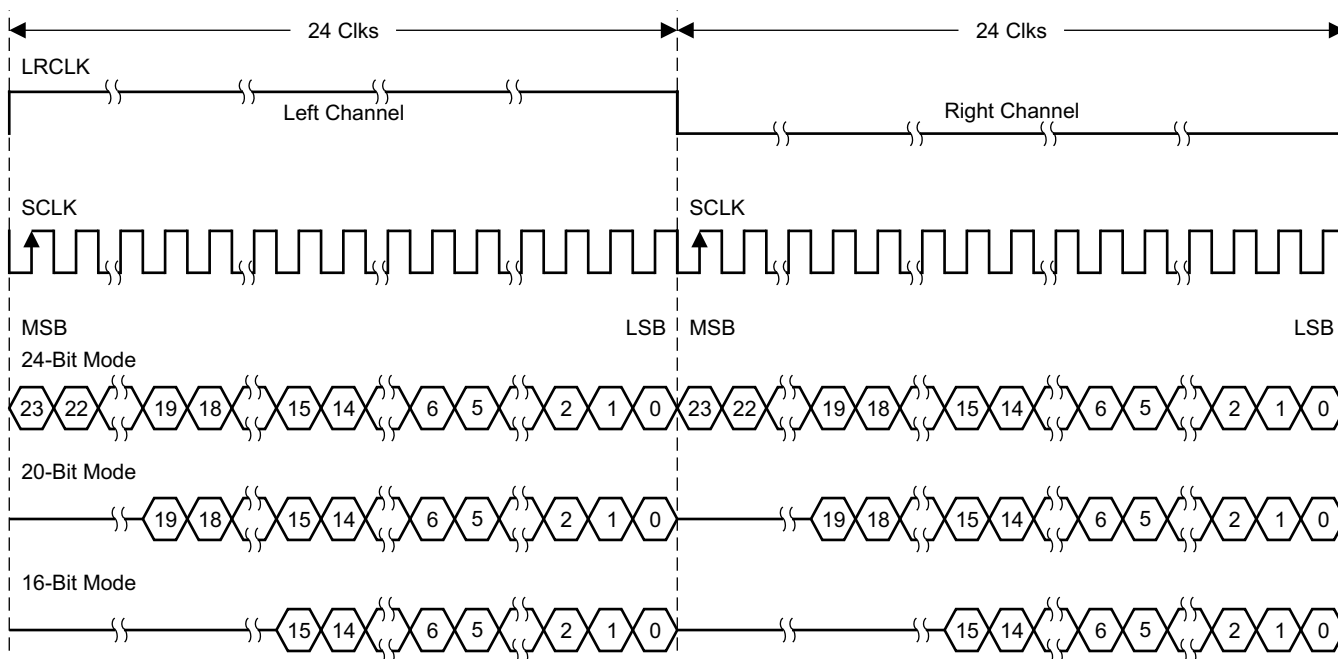 24 Clks 24 Clks
LRCLK
Left Channel Right Channel
SCLK SCLK
MSB LSB MSB LSB
24-Bit Mode
23 22 19 18 15 14 6 5 2 1 0 23 22 19 18 15 14 6 5 2 1 0
20-Bit Mode
19 18 15 14 6 5 2 1 0 19 18 15 14 6 5 2 1 0
16-Bit Mode
15 14 6 5 2 1 0 15 14 6 5 2 1 0